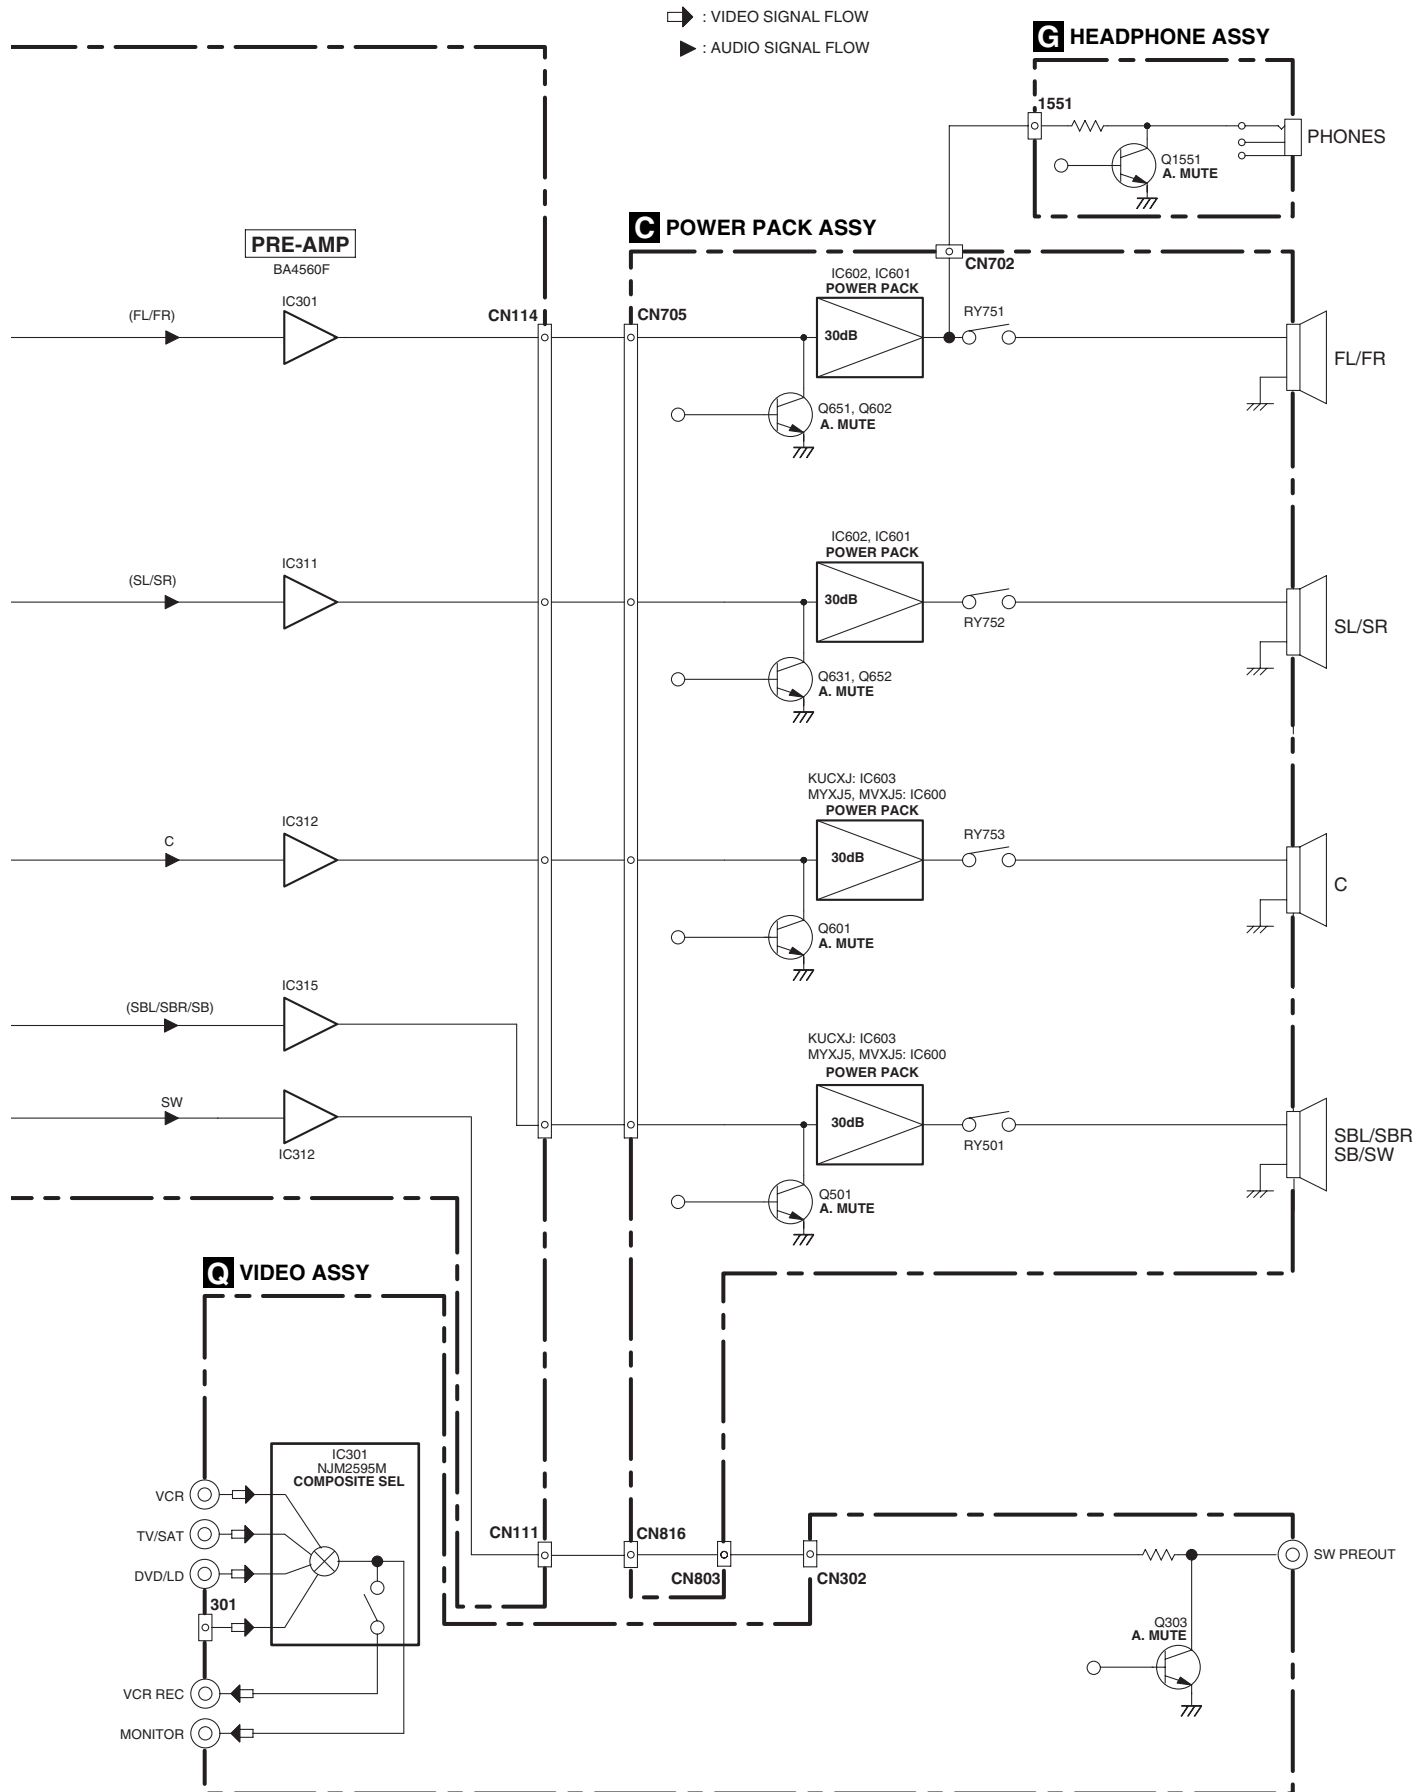 : VIDEO SIGNAL FLOW
: AUDIO SIGNAL FLOW
G HEADPHONE ASSY
1551
PHONES
Q1551
A. MUTE
C POWER PACK ASSY
CN702
PRE-AMP
BA4560F
(FL/FR)
IC301
CN114
CN705
IC602, IC601
POWER PACK
30dB
RY751
FL/FR
Q651, Q602
A. MUTE
(SL/SR)
IC311
IC602, IC601
POWER PACK
30dB
RY752
SL/SR
Q631, Q652
A. MUTE
C
IC312
KUCXJ: IC603
MYXJ5, MVXJ5: IC600
POWER PACK
30dB
RY753
C
Q601
A. MUTE
(SBL/SBR/SB)
IC315
KUCXJ: IC603
MYXJ5, MVXJ5: IC600
POWER PACK
30dB
RY501
SBL/SBR
SB/SW
SW
IC312
Q501
A. MUTE
Q VIDEO ASSY
IC301
NJM2595M
COMPOSITE SEL
VCR
TV/SAT
DVD/LD
301
VCR REC
MONITOR
CN111
CN816
CN803
CN302
SW PREOUT
Q303
A. MUTE